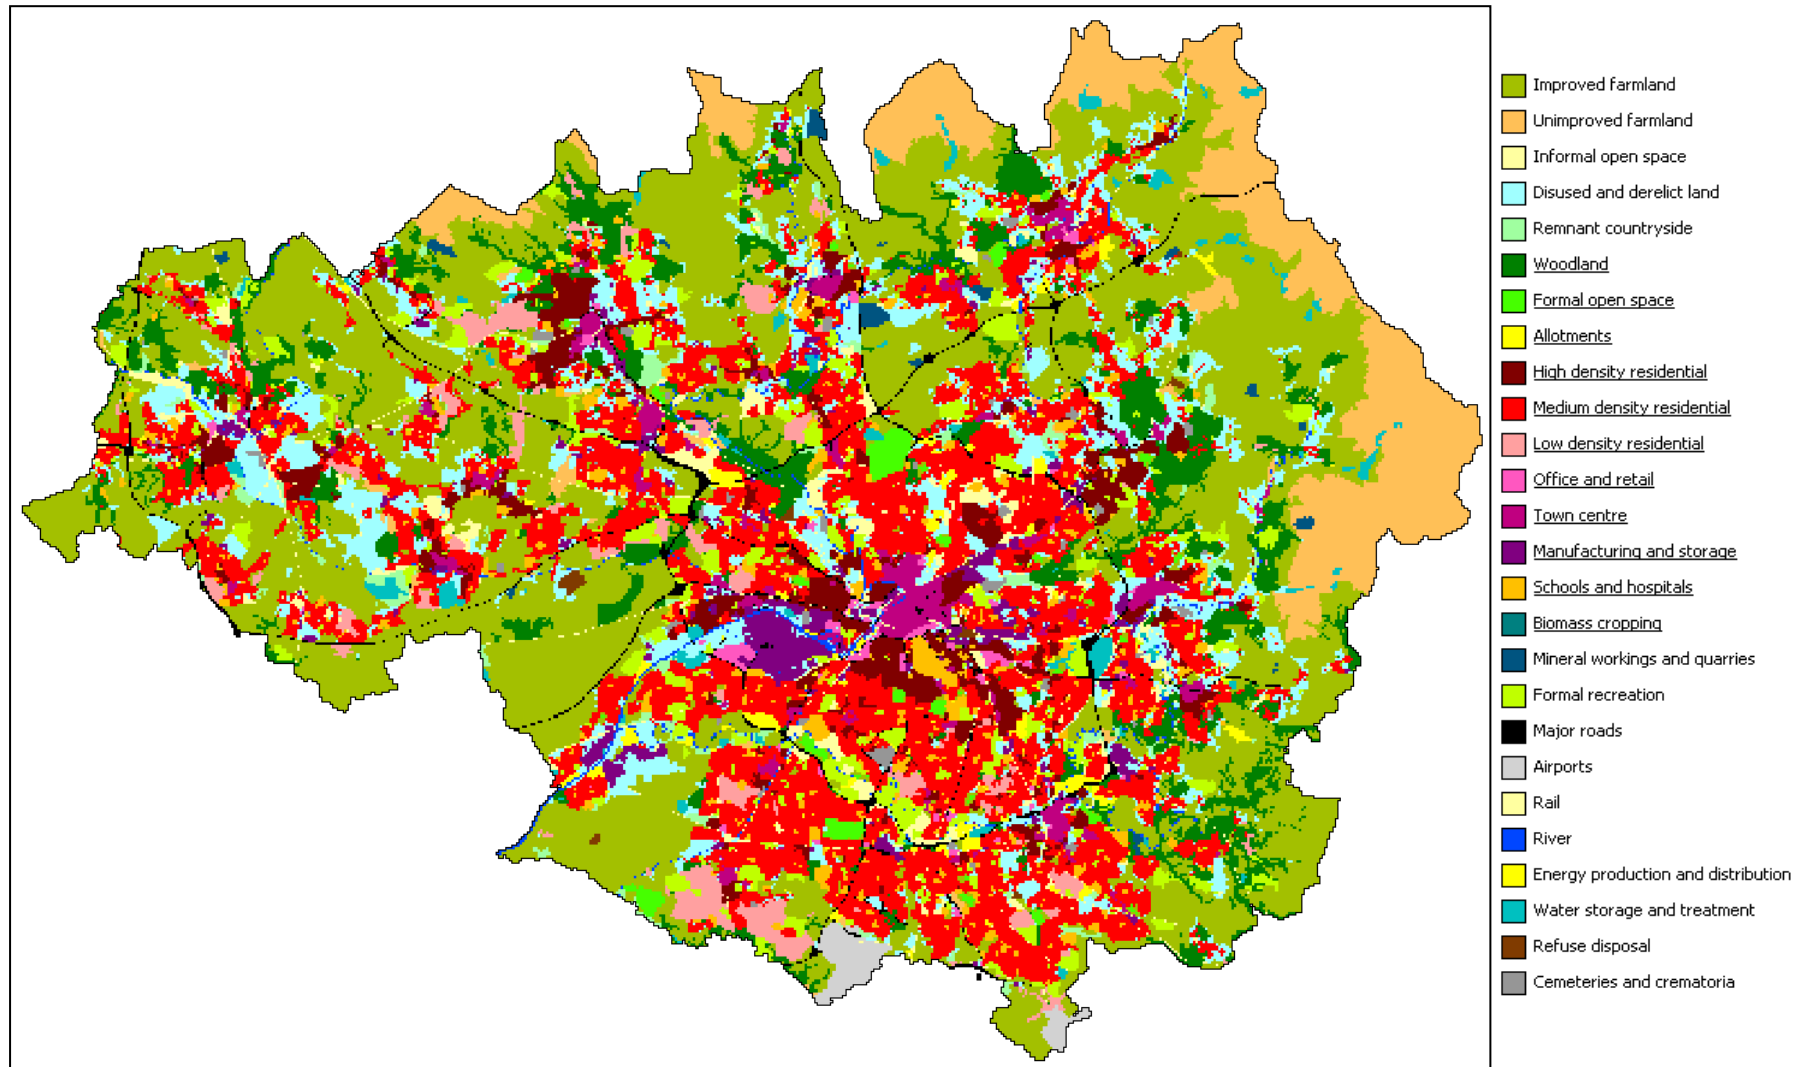 Improved farmland
Unimproved farmland
Informal open space
Disused and derelict land
Remnant countryside
Woodland
Formal open space
Allotments
High density residential
Medium density residential
Low density residential
Office and retail
Town centre
Manufacturing and storage
Schools and hospitals
Biomass cropping
Mineral workings and quarries
Formal recreation
Major roads
Airports
Rail
River
Energy production and distribution
Water storage and treatment
Refuse disposal
Cemeteries and crematoria